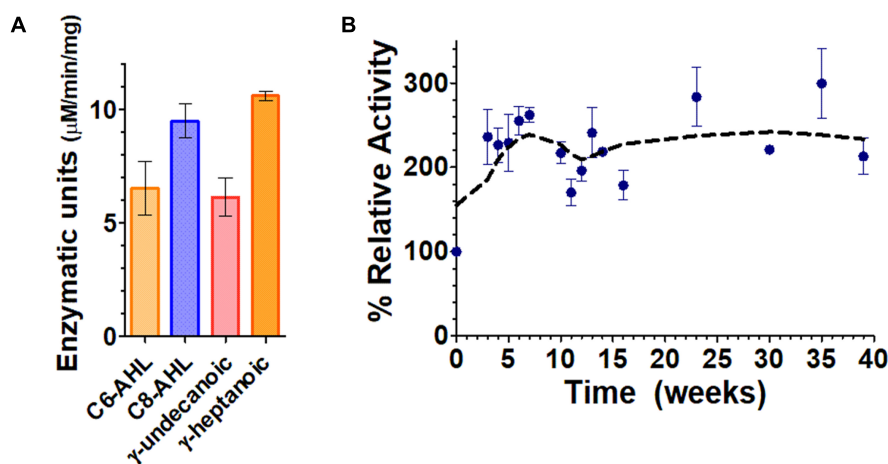 A
Enzymatic units (μM/min/mg)
10
5
0
C6-AHL
C8-AHL
γ-undecanoic
γ-heptanoic
B
% Relative Activity
300
200
100
0
0 5 10 15 20 25 30 35 40
Time (weeks)